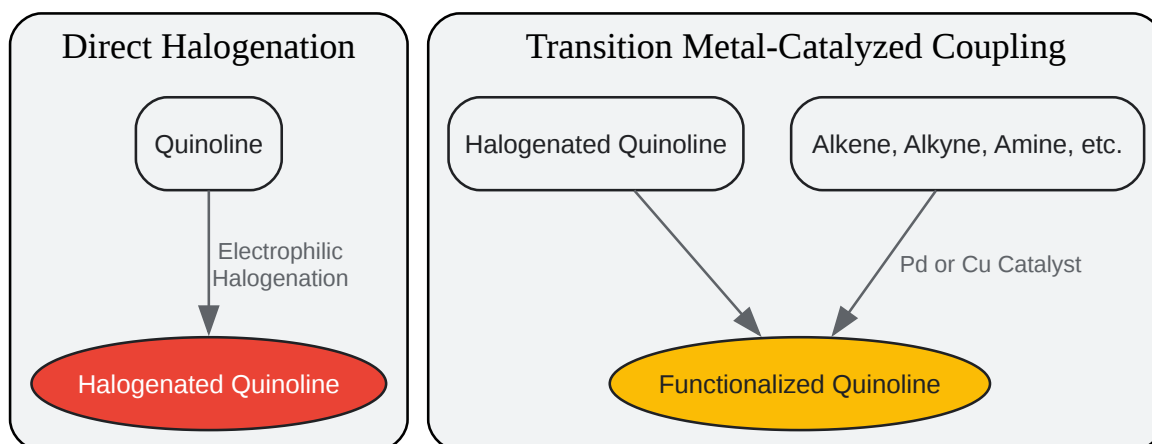 Direct Halogenation
Quinoline
Electrophilic
Halogenation
Halogenated Quinoline
Transition Metal-Catalyzed Coupling
Halogenated Quinoline
Alkene, Alkyne, Amine, etc.
Pd or Cu Catalyst
Functionalized Quinoline